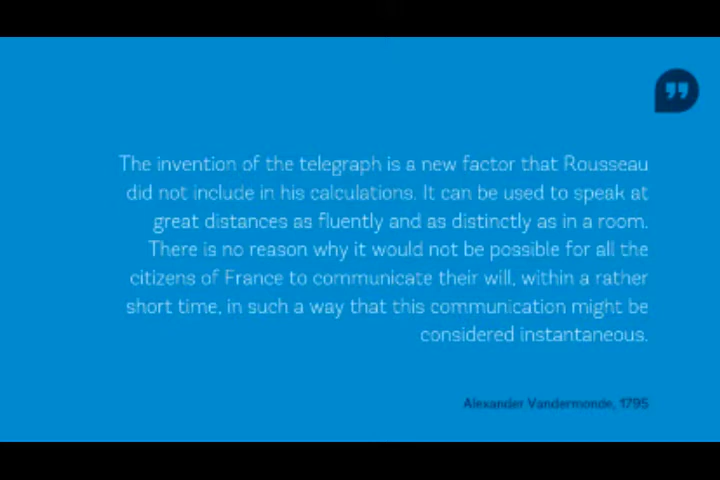 The invention of the telegraph is a new factor that Rousseau
did not include in his calculations. It can be used to speak at
great distances as fluently and as distinctly as in a room.
There is no reason why it would not be possible for all the
citizens of France to communicate their will, within a rather
short time, in such a way that this communication might be
considered instantaneous.
Alexander Vandermonde, 1795